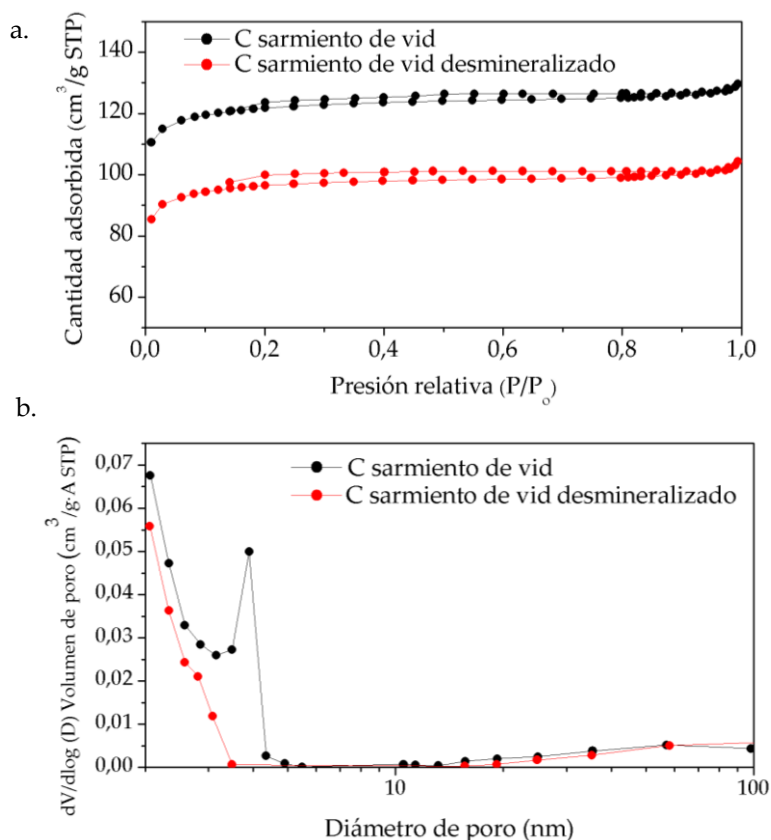 a.
Cantidad adsorbida (cm³/g STP)
140
120
100
80
60
C sarmiento de vid
C sarmiento de vid desmineralizado
0,0 0,2 0,4 0,6 0,8 1,0
Presión relativa (P/Pₒ)
b.
dV/dlog (D) Volumen de poro (cm³/g·A STP)
0,07
0,06
0,05
0,04
0,03
0,02
0,01
0,00
C sarmiento de vid
C sarmiento de vid desmineralizado
10 100
Diámetro de poro (nm)